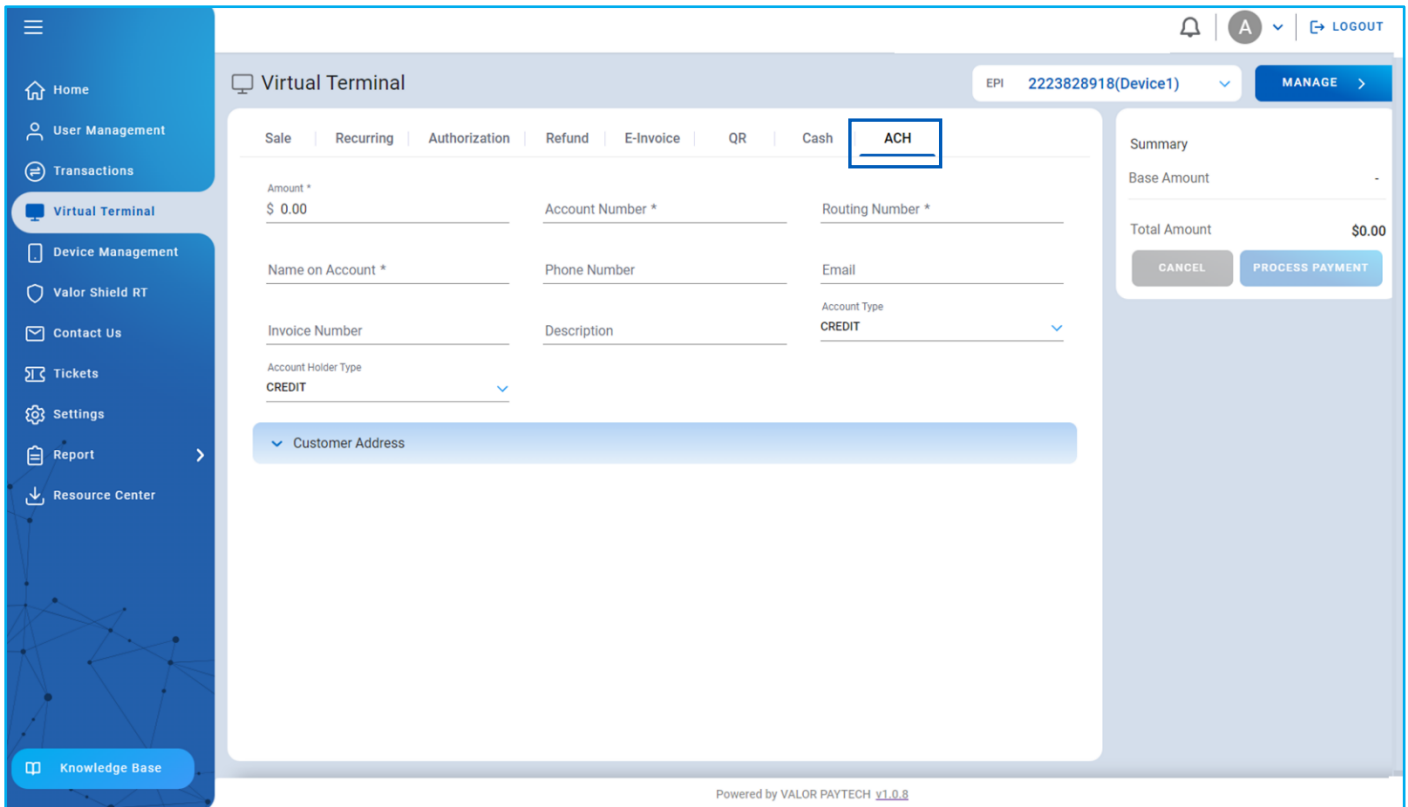 A
LOGOUT
Home
User Management
Transactions
Virtual Terminal
Device Management
Valor Shield RT
Contact Us
Tickets
Settings
Report
Resource Center
Knowledge Base
Virtual Terminal
EPI 2223828918(Device1)
MANAGE
Sale Recurring Authorization Refund E-Invoice QR Cash ACH
Amount *
$ 0.00
Account Number *
Routing Number *
Name on Account *
Phone Number
Email
Invoice Number
Description
Account Type
CREDIT
Account Holder Type
CREDIT
Customer Address
Summary
Base Amount -
Total Amount $0.00
CANCEL
PROCESS PAYMENT
Powered by VALOR PAYTECH v1.0.8